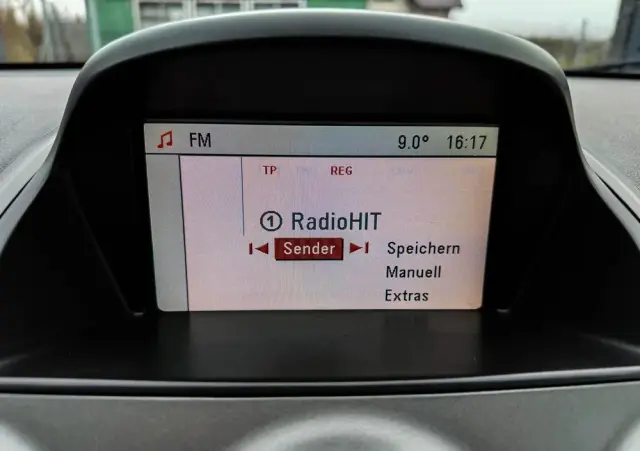 FM 9.0° 16:17
TP REG
① RadioHIT
Sender Speichern
Manuell
Extras